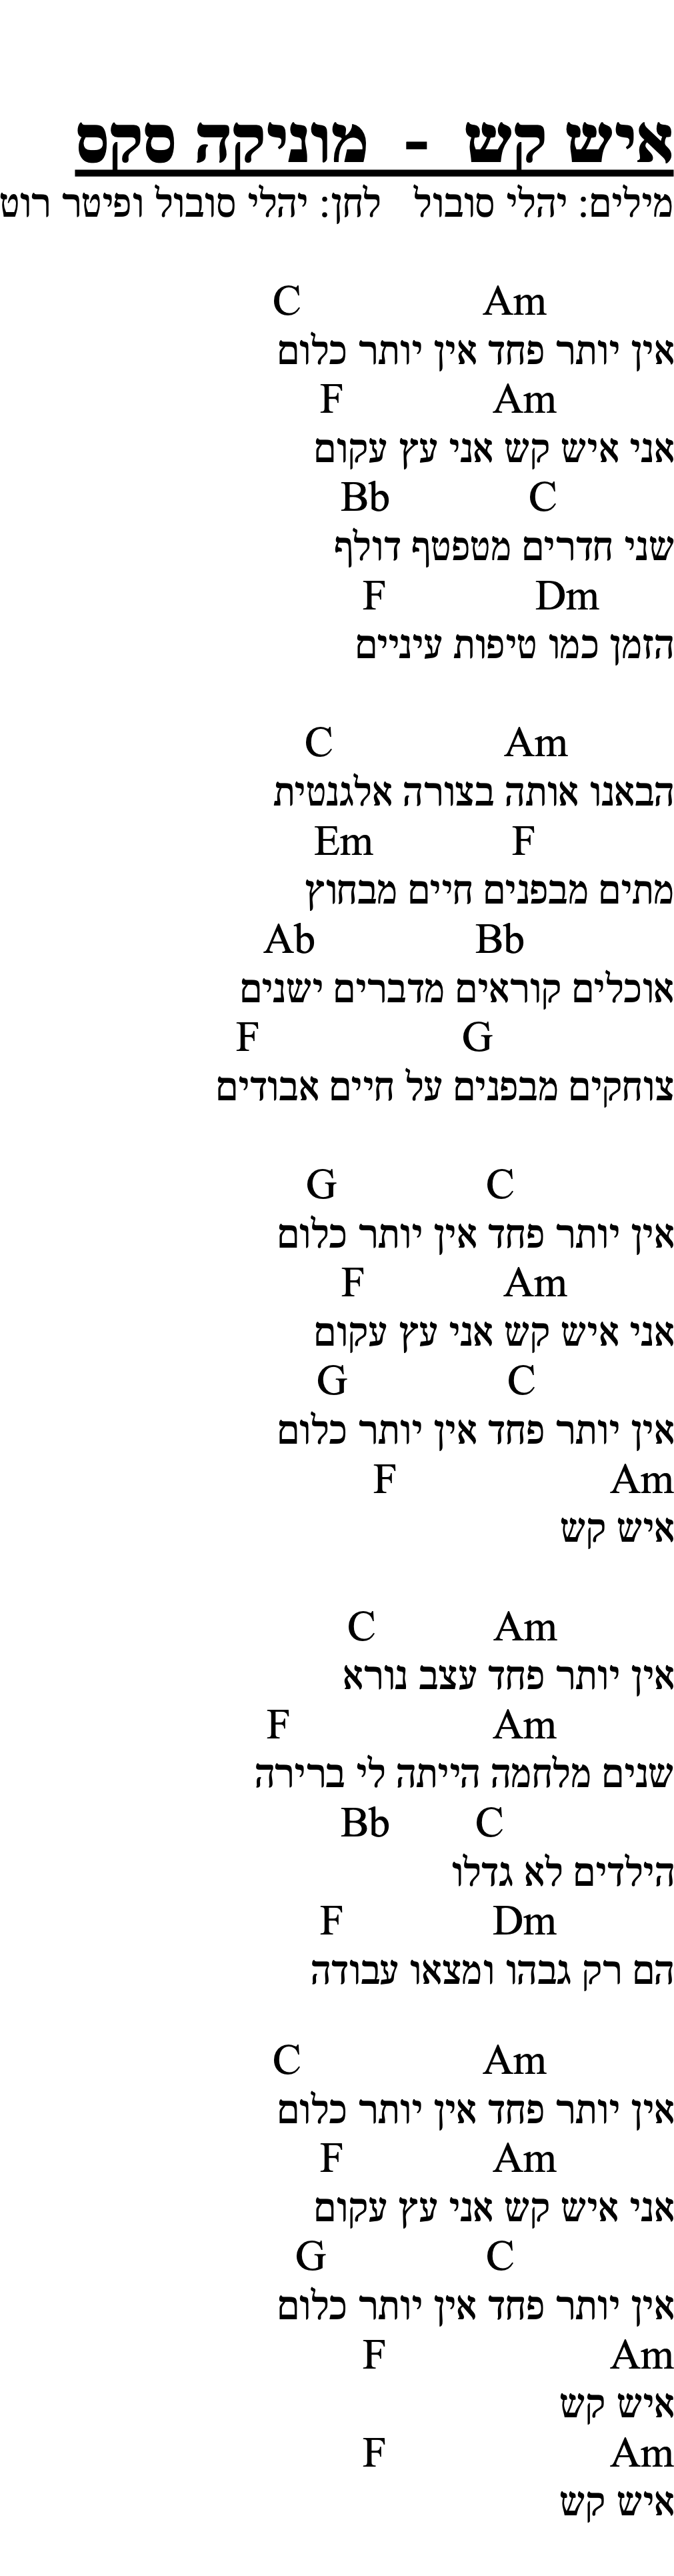 איש קש - מוניקה סקס
מילים: יהלי סובול לחן: יהלי סובול ופיטר רוט
Am C
אין יותר פחד אין יותר כלום
Am F
אני איש קש אני עץ עקום
C Bb
שני חדרים מטפטף דולף
Dm F
הזמן כמו טיפות עיניים
Am C
הבאנו אותה בצורה אלגנטית
F Em
מתים מבפנים חיים מבחוץ
Bb Ab
אוכלים קוראים מדברים ישנים
G F
צוחקים מבפנים על חיים אבודים
C G
אין יותר פחד אין יותר כלום
Am F
אני איש קש אני עץ עקום
C G
אין יותר פחד אין יותר כלום
Am F
איש קש
Am C
אין יותר פחד עצב נורא
Am F
שנים מלחמה הייתה לי ברירה
C Bb
הילדים לא גדלו
Dm F
הם רק גבהו ומצאו עבודה
Am C
אין יותר פחד אין יותר כלום
Am F
אני איש קש אני עץ עקום
C G
אין יותר פחד אין יותר כלום
Am F
איש קש
Am F
איש קש